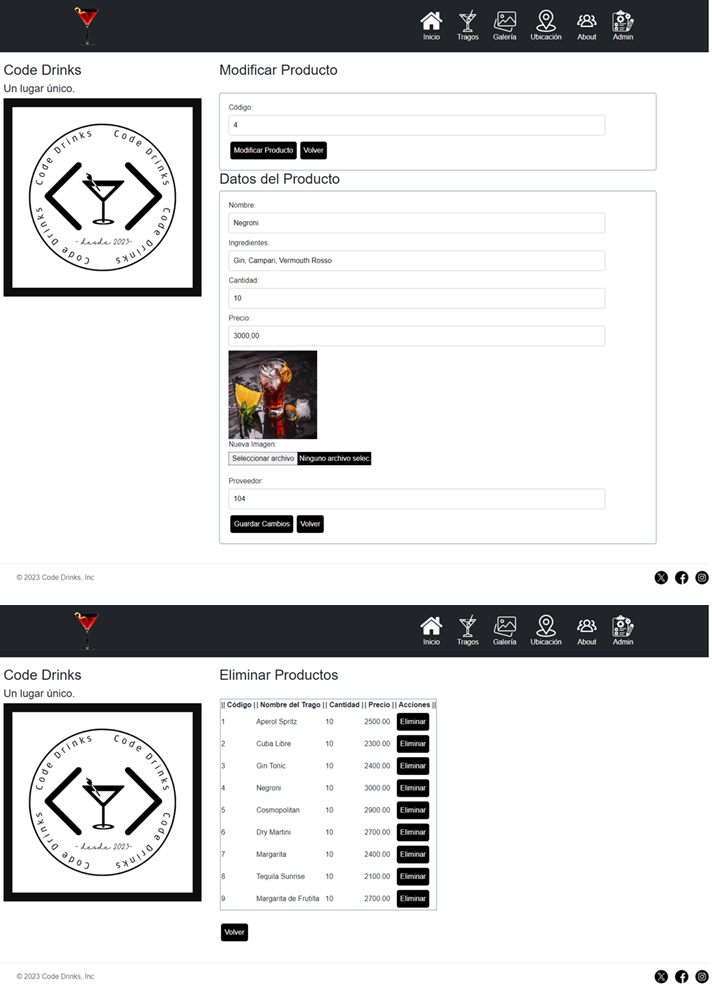 Inicio Tragos Galería Ubicación About Admin
Code Drinks
Un lugar único.
Code Drinks Code Drinks Code Drinks Code Drinks
- desde 2023-
Modificar Producto
Código:
4
Modificar Producto Volver
Datos del Producto
Nombre:
Negroni
Ingredientes:
Gin, Campari, Vermouth Rosso
Cantidad:
10
Precio:
3000,00
Nueva Imagen:
Seleccionar archivo Ninguno archivo selec.
Proveedor:
104
Guardar Cambios Volver
© 2023 Code Drinks, Inc
Inicio Tragos Galería Ubicación About Admin
Code Drinks
Un lugar único.
Code Drinks Code Drinks Code Drinks Code Drinks
- desde 2023-
Eliminar Productos
|| Código || Nombre del Trago || Cantidad || Precio || Acciones ||
1 Aperol Spritz 10 2500.00 Eliminar
2 Cuba Libre 10 2300.00 Eliminar
3 Gin Tonic 10 2400.00 Eliminar
4 Negroni 10 3000.00 Eliminar
5 Cosmopolitan 10 2900.00 Eliminar
6 Dry Martini 10 2700.00 Eliminar
7 Margarita 10 2400.00 Eliminar
8 Tequila Sunrise 10 2100.00 Eliminar
9 Margarita de Frutilla 10 2700.00 Eliminar
Volver
© 2023 Code Drinks, Inc